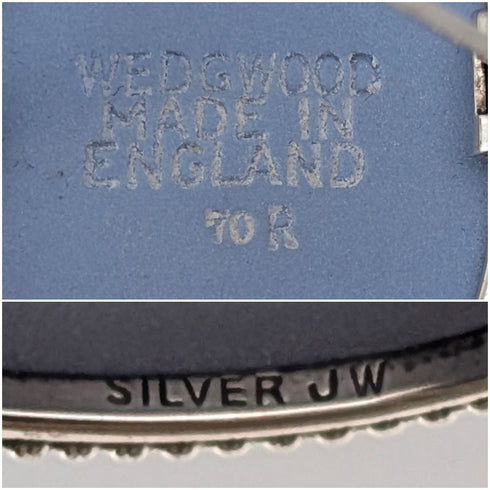 WEDGWOOD
MADE IN
ENGLAND
70 R
SILVER JW